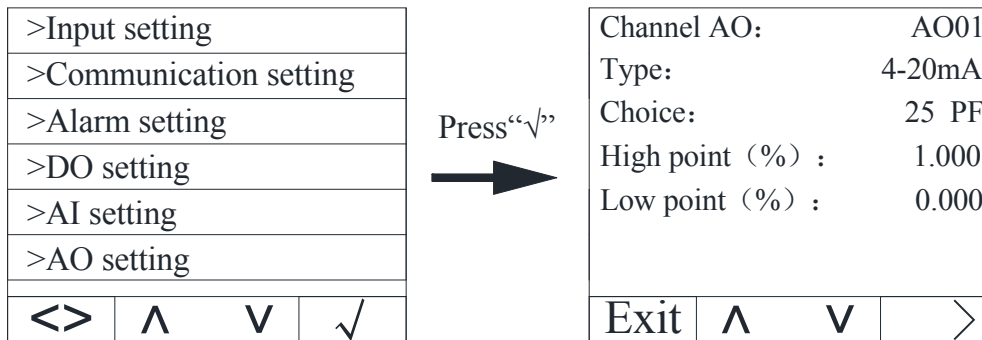 >Input setting
>Communication setting
>Alarm setting
>DO setting
>AI setting
>AO setting
<> ∧ ∨ √
Press“√”
Channel AO： AO01
Type： 4-20mA
Choice： 25 PF
High point（%）： 1.000
Low point（%）： 0.000
Exit ∧ ∨ >